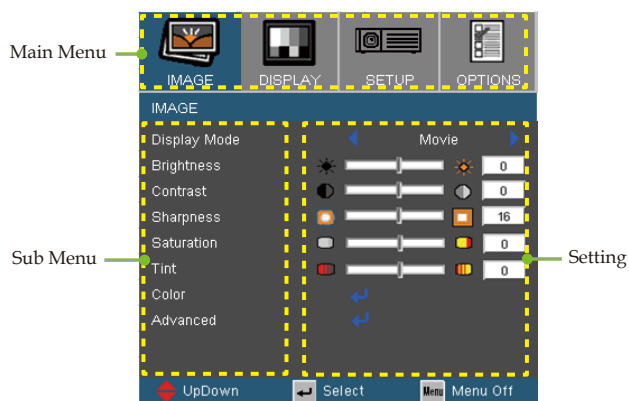 Main Menu
IMAGE DISPLAY SETUP OPTIONS
IMAGE
Display Mode Movie
Brightness 0
Contrast 0
Sharpness 16
Saturation 0
Sub Menu
Setting
Tint 0
Color
Advanced
UpDown Select Menu Menu Off